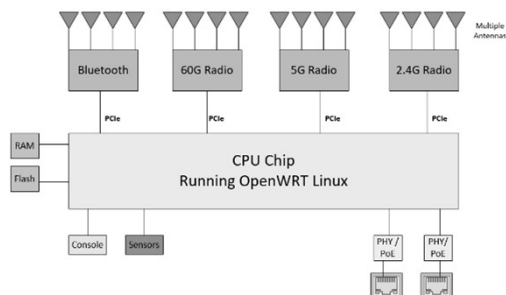 Multiple
Antennas
Bluetooth
60G Radio
5G Radio
2.4G Radio
PCIe
PCIe
PCIe
PCIe
RAM
Flash
CPU Chip
Running OpenWRT Linux
Console
Sensors
PHY /
PoE
PHY/
PoE